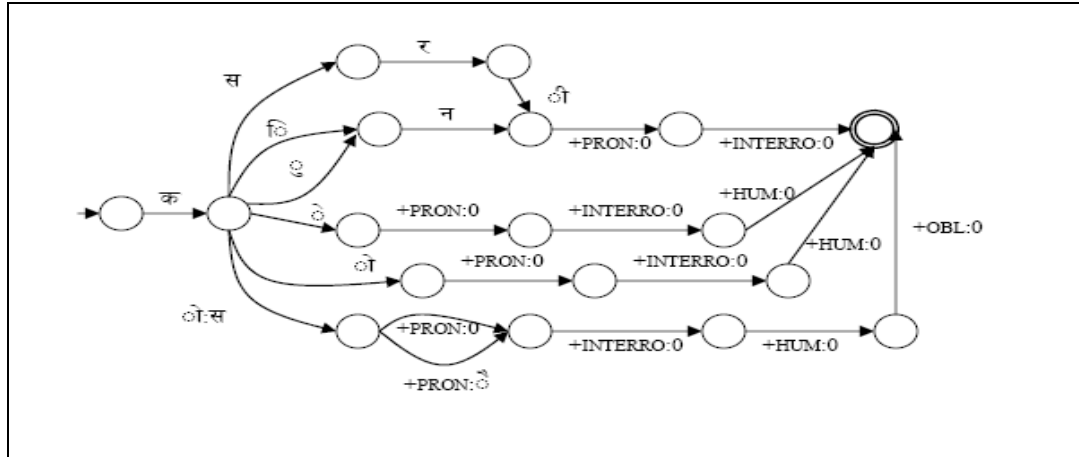 र
स
ी
ि
न
+PRON:0
+INTERRO:0
ु
क
+HUM:0
े
+PRON:0
+INTERRO:0
+OBL:0
ो
+PRON:0
+INTERRO:0
+HUM:0
ो:स
+PRON:0
+INTERRO:0
+HUM:0
+PRON:ै